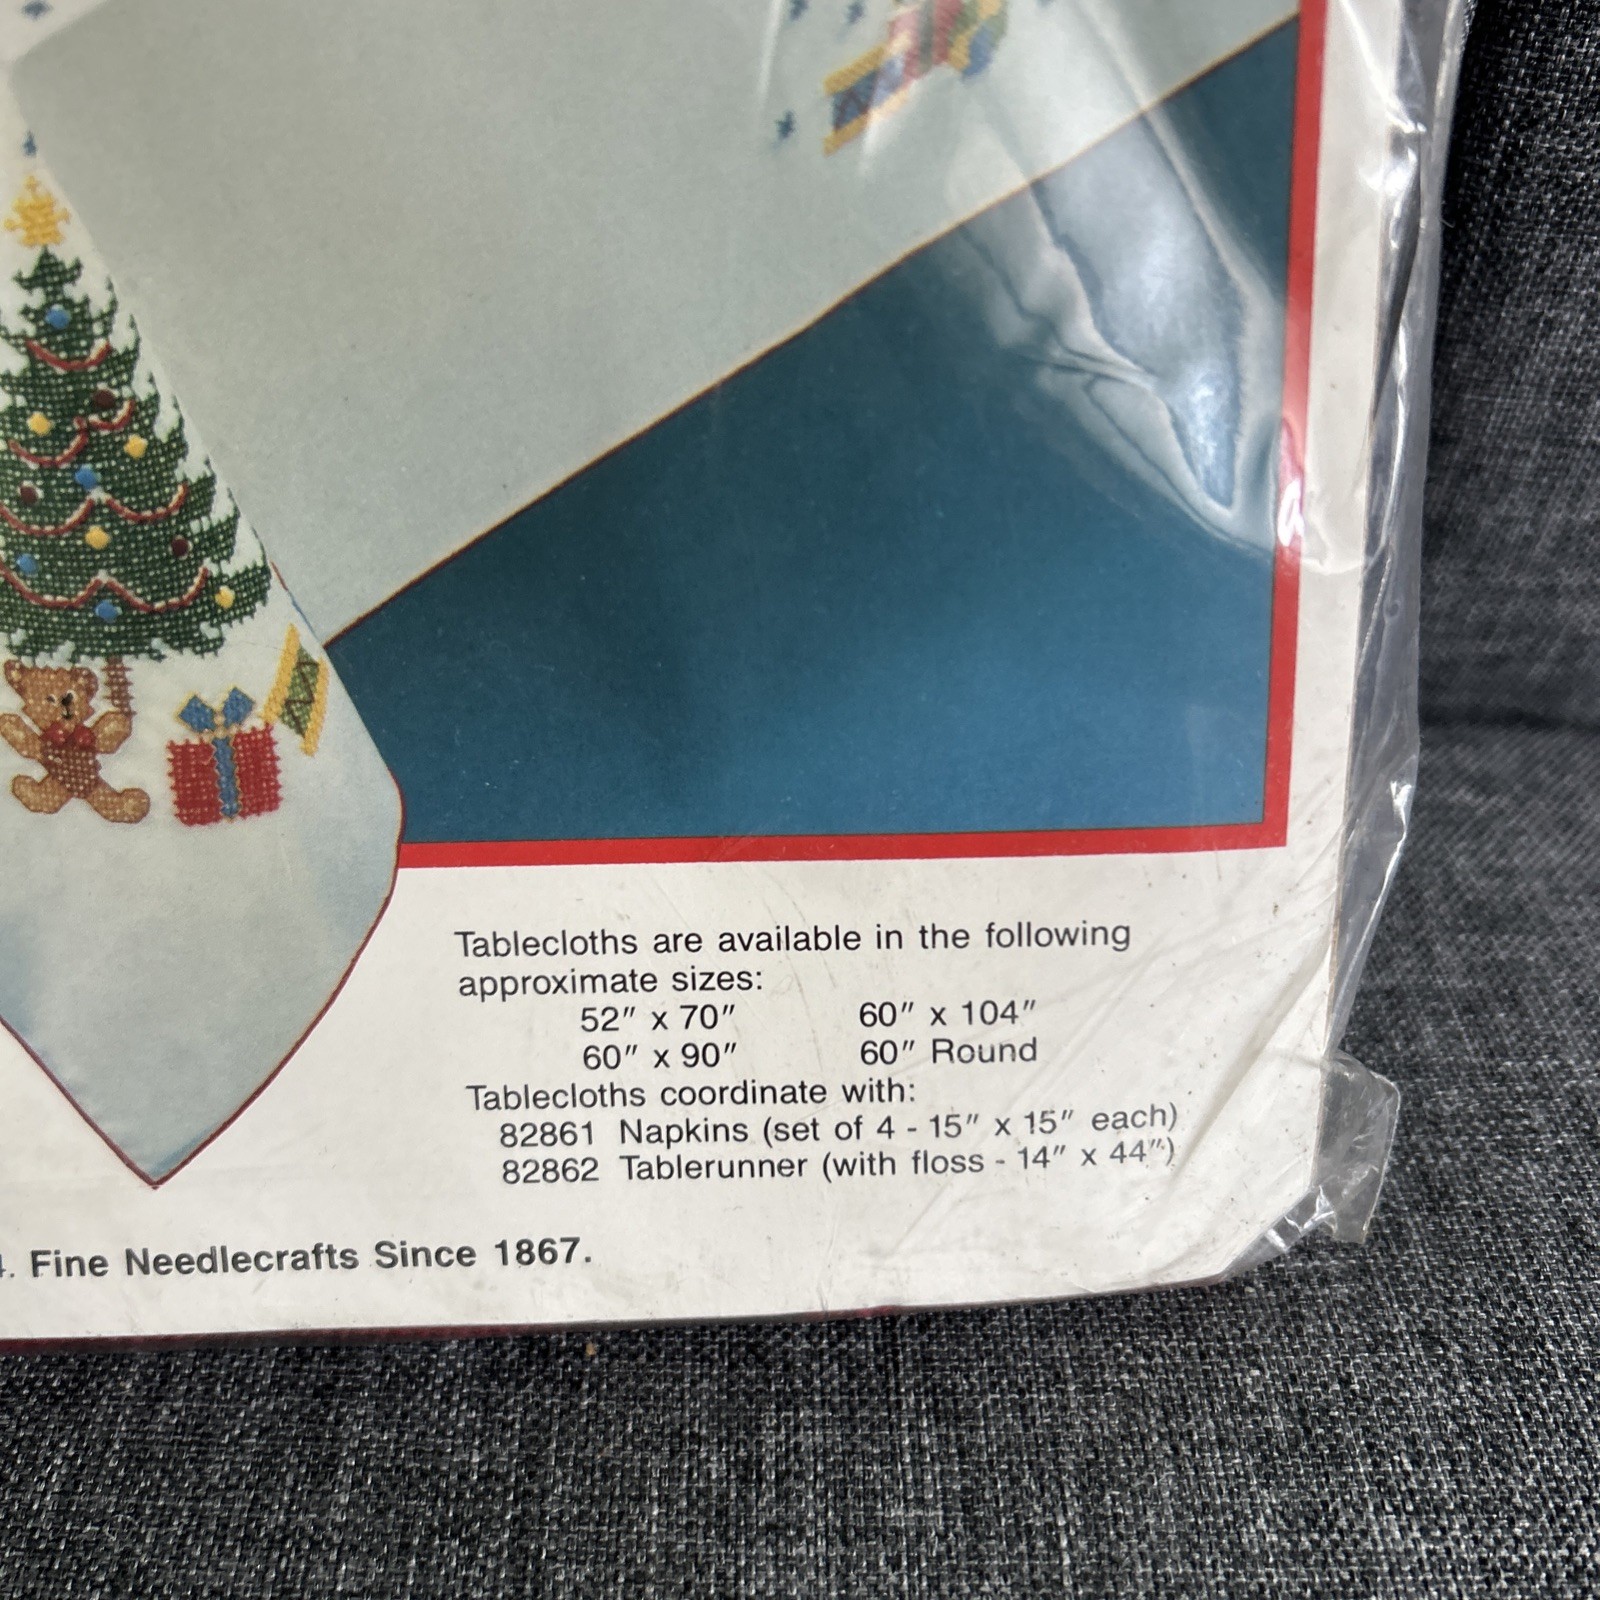 Tablecloths are available in the following
approximate sizes:
52" x 70" 60" x 104"
60" x 90" 60" Round
Tablecloths coordinate with:
82861 Napkins (set of 4 - 15" x 15" each)
82862 Tablerunner (with floss - 14" x 44")
. Fine Needlecrafts Since 1867.